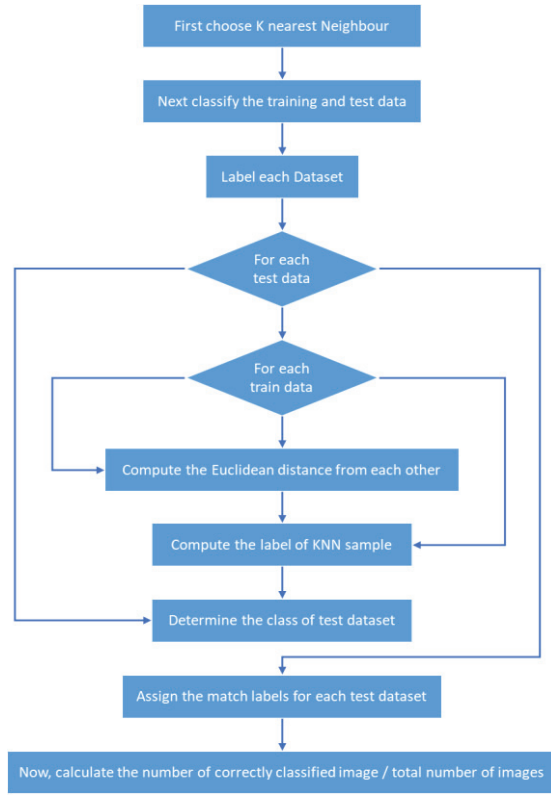 First choose K nearest Neighbour
Next classify the training and test data
Label each Dataset
For each
test data
For each
train data
Compute the Euclidean distance from each other
Compute the label of KNN sample
Determine the class of test dataset
Assign the match labels for each test dataset
Now, calculate the number of correctly classified image / total number of images